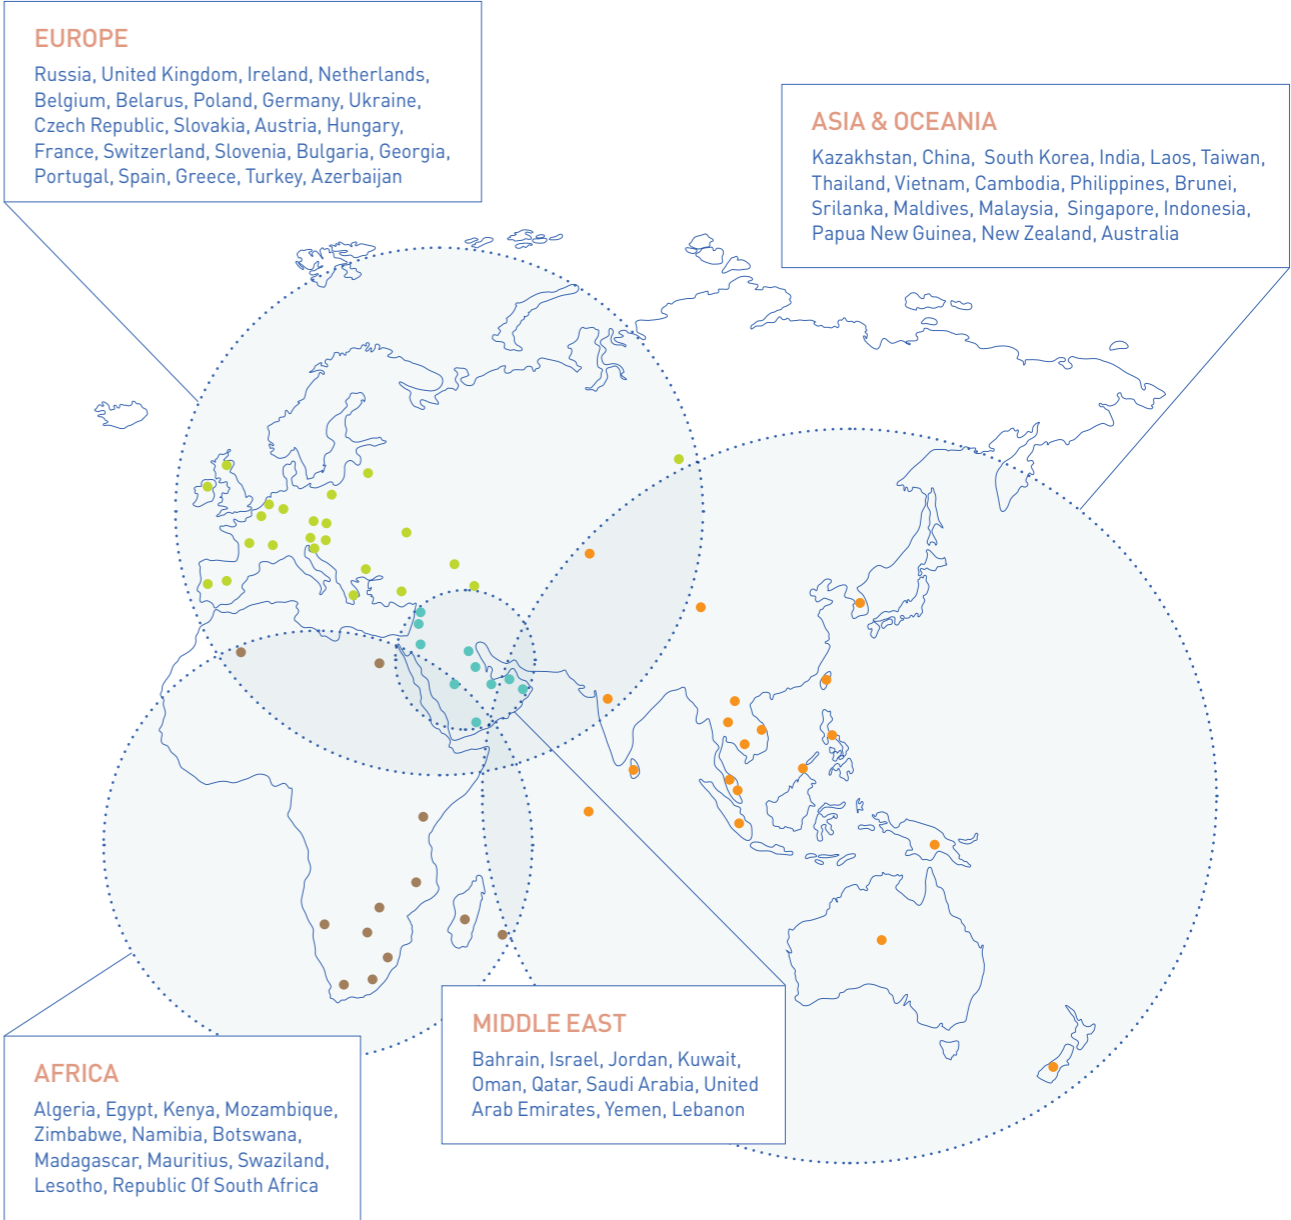 EUROPE
Russia, United Kingdom, Ireland, Netherlands,
Belgium, Belarus, Poland, Germany, Ukraine,
Czech Republic, Slovakia, Austria, Hungary,
France, Switzerland, Slovenia, Bulgaria, Georgia,
Portugal, Spain, Greece, Turkey, Azerbaijan
ASIA & OCEANIA
Kazakhstan, China, South Korea, India, Laos, Taiwan,
Thailand, Vietnam, Cambodia, Philippines, Brunei,
Srilanka, Maldives, Malaysia, Singapore, Indonesia,
Papua New Guinea, New Zealand, Australia
MIDDLE EAST
Bahrain, Israel, Jordan, Kuwait,
Oman, Qatar, Saudi Arabia, United
Arab Emirates, Yemen, Lebanon
AFRICA
Algeria, Egypt, Kenya, Mozambique,
Zimbabwe, Namibia, Botswana,
Madagascar, Mauritius, Swaziland,
Lesotho, Republic Of South Africa